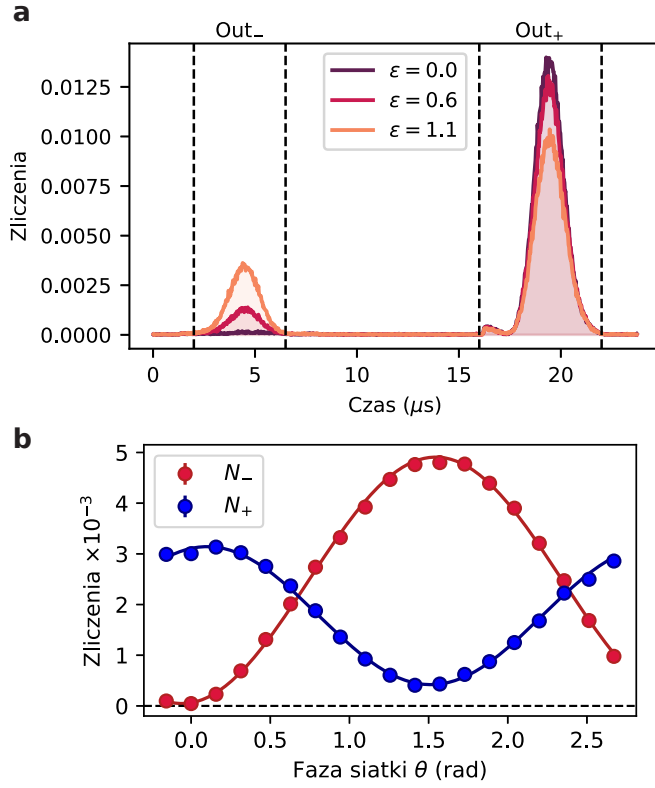 a
Out₋ Out₊
ε = 0.0
ε = 0.6
ε = 1.1
0.0125
0.0100
0.0075
0.0050
0.0025
0.0000
Zliczenia
0 5 10 15 20
Czas (μs)
b
N₋
N₊
5
4
3
2
1
0
Zliczenia ×10⁻³
0.0 0.5 1.0 1.5 2.0 2.5
Faza siatki θ (rad)